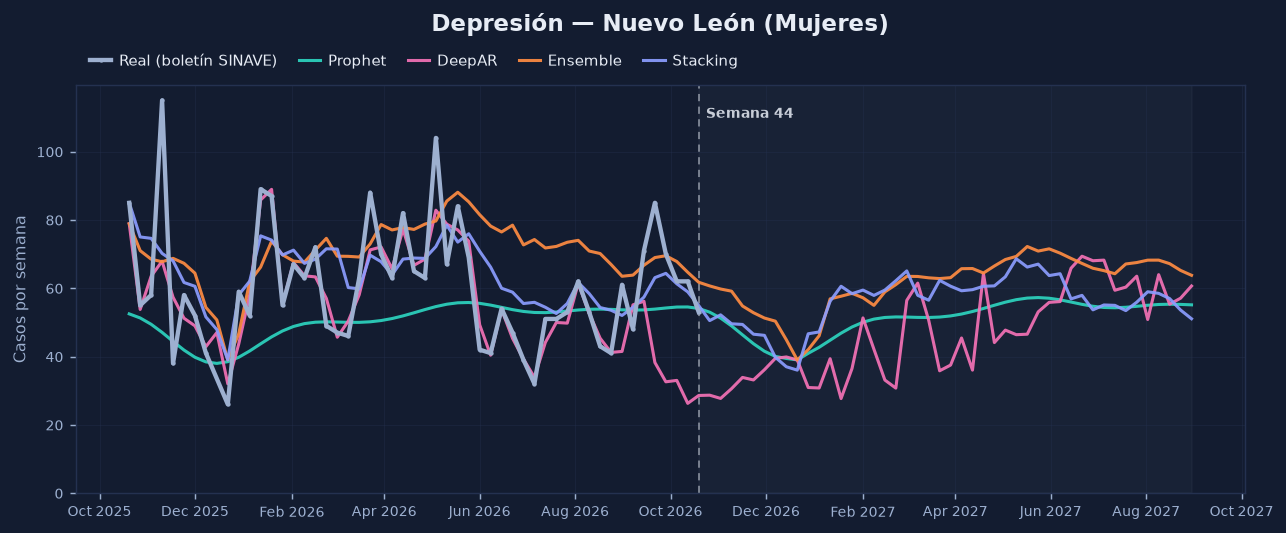 Depresión — Nuevo León (Mujeres)
Real (boletín SINAVE) Prophet DeepAR Ensemble Stacking
Semana 44
Casos por semana
100
80
60
40
20
0
Oct 2025 Dec 2025 Feb 2026 Apr 2026 Jun 2026 Aug 2026 Oct 2026 Dec 2026 Feb 2027 Apr 2027 Jun 2027 Aug 2027 Oct 2027